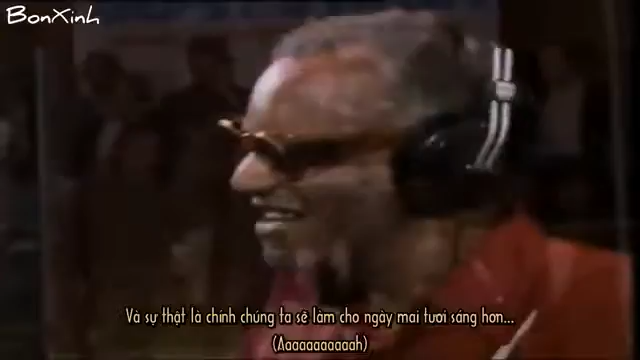 BonXinh
Và sự thật là chính chúng ta sẽ làm cho ngày mai tươi sáng hơn...
(Aaaaaaaaaaah)